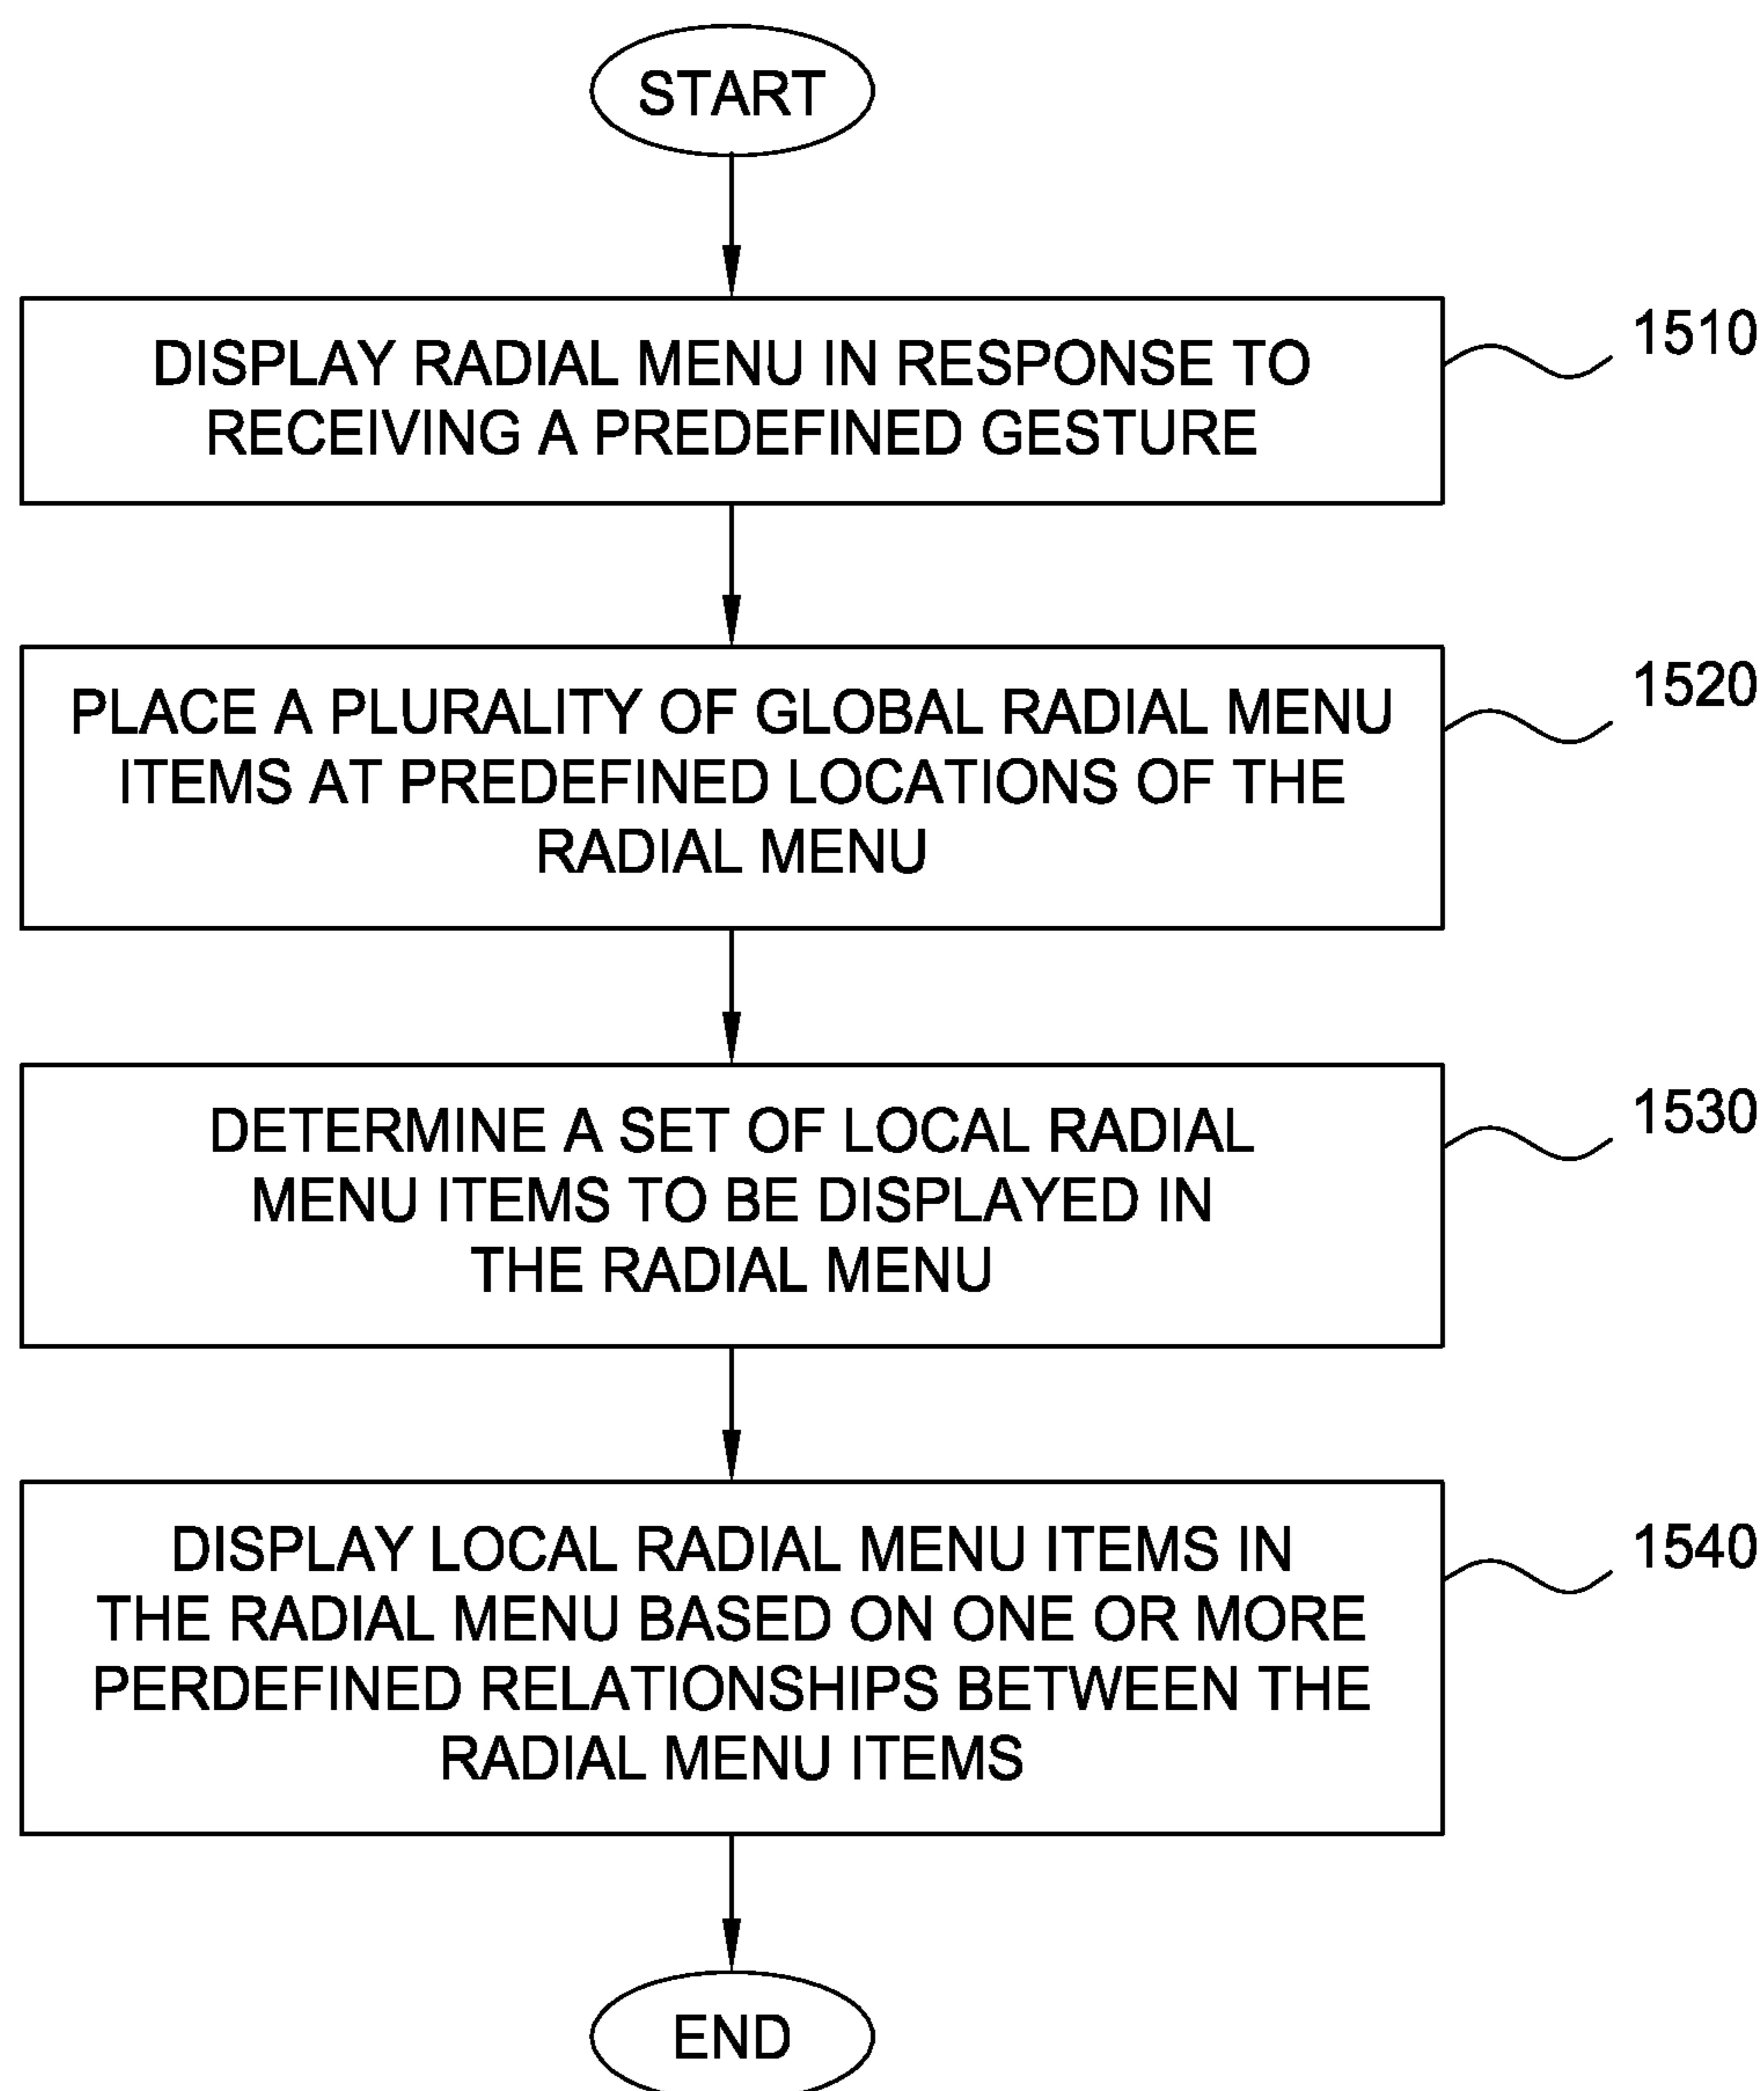 START
DISPLAY RADIAL MENU IN RESPONSE TO
RECEIVING A PREDEFINED GESTURE
1510
PLACE A PLURALITY OF GLOBAL RADIAL MENU
ITEMS AT PREDEFINED LOCATIONS OF THE
RADIAL MENU
1520
DETERMINE A SET OF LOCAL RADIAL
MENU ITEMS TO BE DISPLAYED IN
THE RADIAL MENU
1530
DISPLAY LOCAL RADIAL MENU ITEMS IN
THE RADIAL MENU BASED ON ONE OR MORE
PERDEFINED RELATIONSHIPS BETWEEN THE
RADIAL MENU ITEMS
1540
END